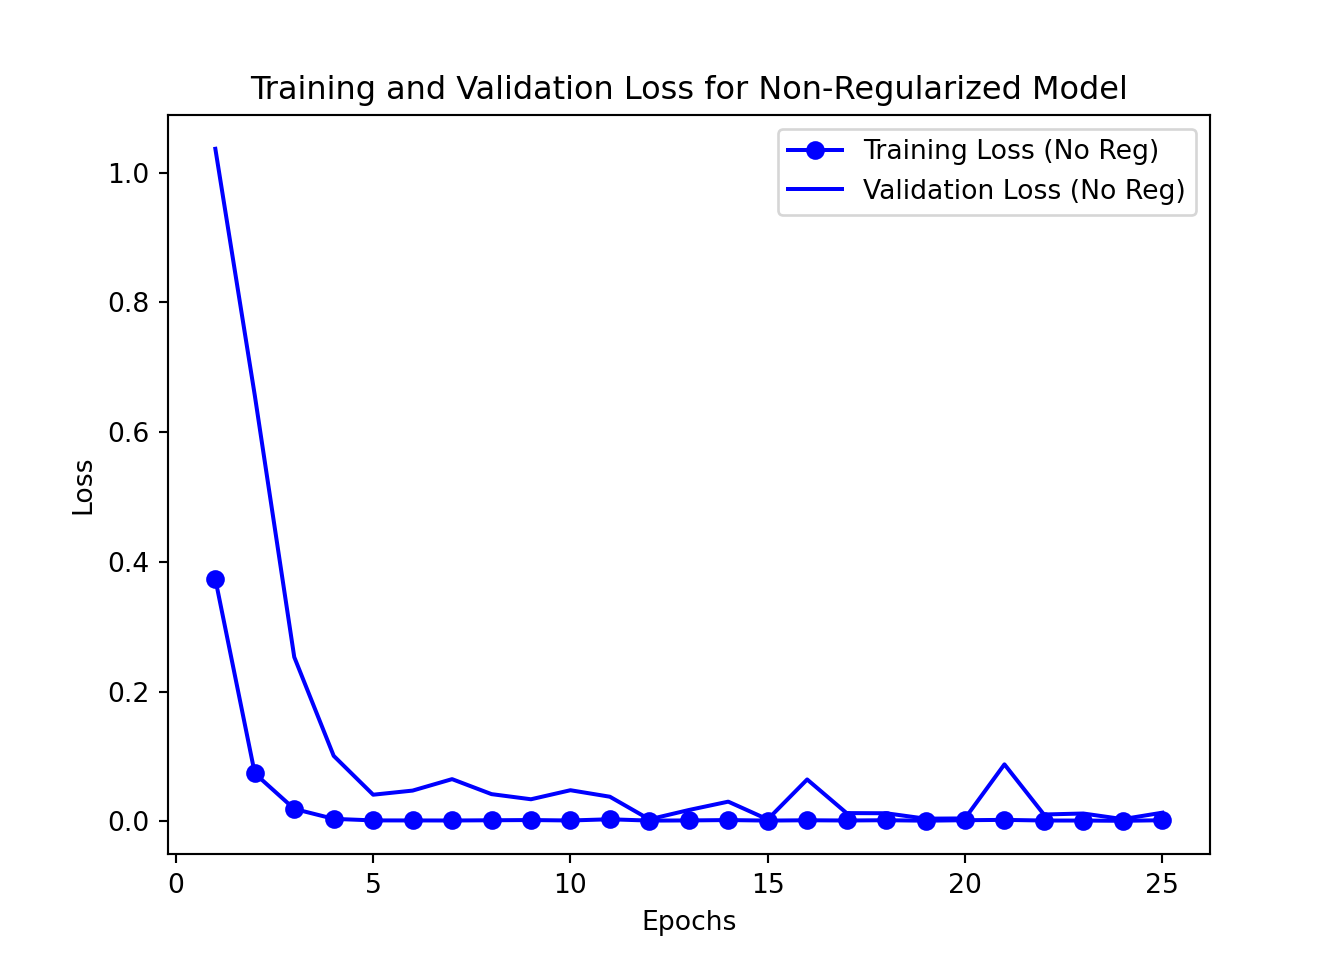 Training and Validation Loss for Non-Regularized Model
Training Loss (No Reg)
Validation Loss (No Reg)
1.0
0.8
0.6
0.4
0.2
0.0
Loss
0 5 10 15 20 25
Epochs